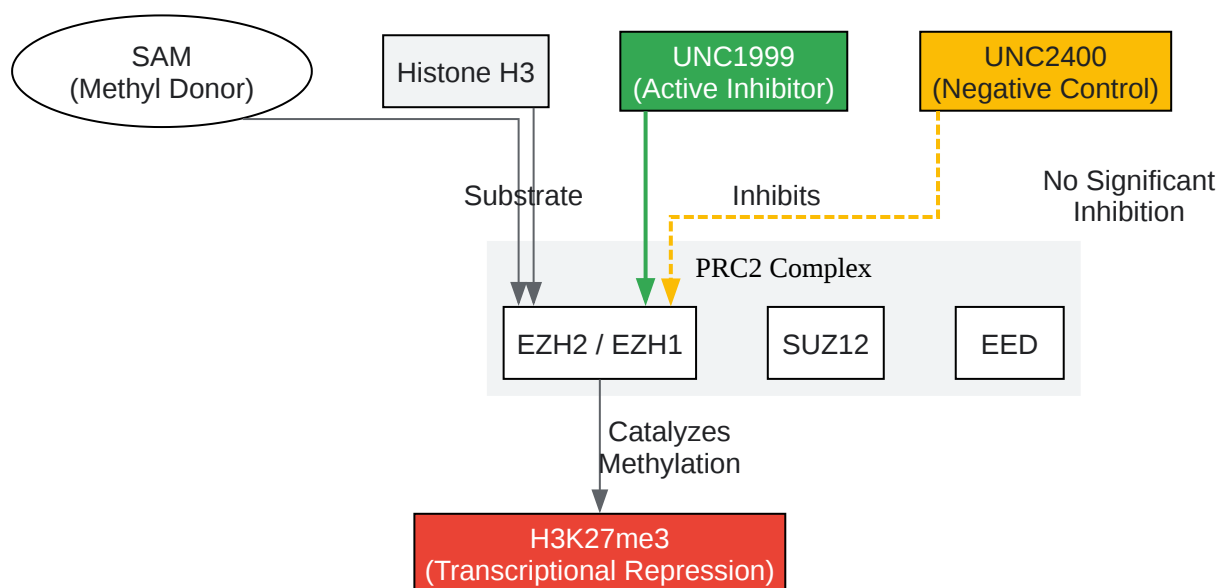 SAM
(Methyl Donor)
Histone H3
UNC1999
(Active Inhibitor)
UNC2400
(Negative Control)
Substrate
Inhibits
No Significant
Inhibition
PRC2 Complex
EZH2 / EZH1
SUZ12
EED
Catalyzes
Methylation
H3K27me3
(Transcriptional Repression)